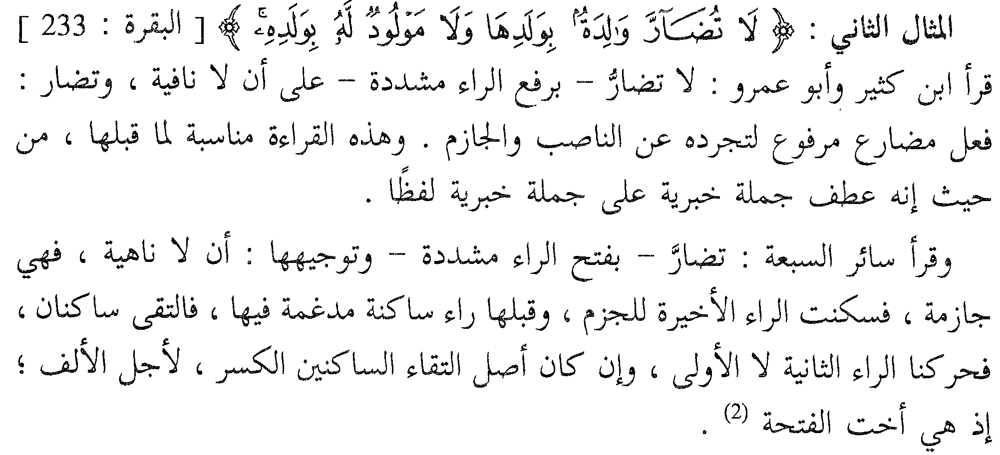 المثال الثاني : ﴿ لَا تُضَآرَّ وَٰلِدَةٌۢ بِوَلَدِهَا وَلَا مَوْلُودٌ لَّهُۥ بِوَلَدِهِۦۚ ﴾ [ البقرة : 233 ]
قرأ ابن كثير وأبو عمرو : لا تضارُّ – برفع الراء مشددة – على أن لا نافية ، وتضار :
فعل مضارع مرفوع لتجرده عن الناصب والجازم . وهذه القراءة مناسبة لما قبلها ، من
حيث إنه عطف جملة خبرية على جملة خبرية لفظًا .
وقرأ سائر السبعة : تضارَّ – بفتح الراء مشددة – وتوجيهها : أن لا ناهية ، فهي
جازمة ، فسكنت الراء الأخيرة للجزم ، وقبلها راء ساكنة مدغمة فيها ، فالتقى ساكنان ،
فحركنا الراء الثانية لا الأولى ، وإن كان أصل التقاء الساكنين الكسر ، لأجل الألف ؛
إذ هي أخت الفتحة (2) .